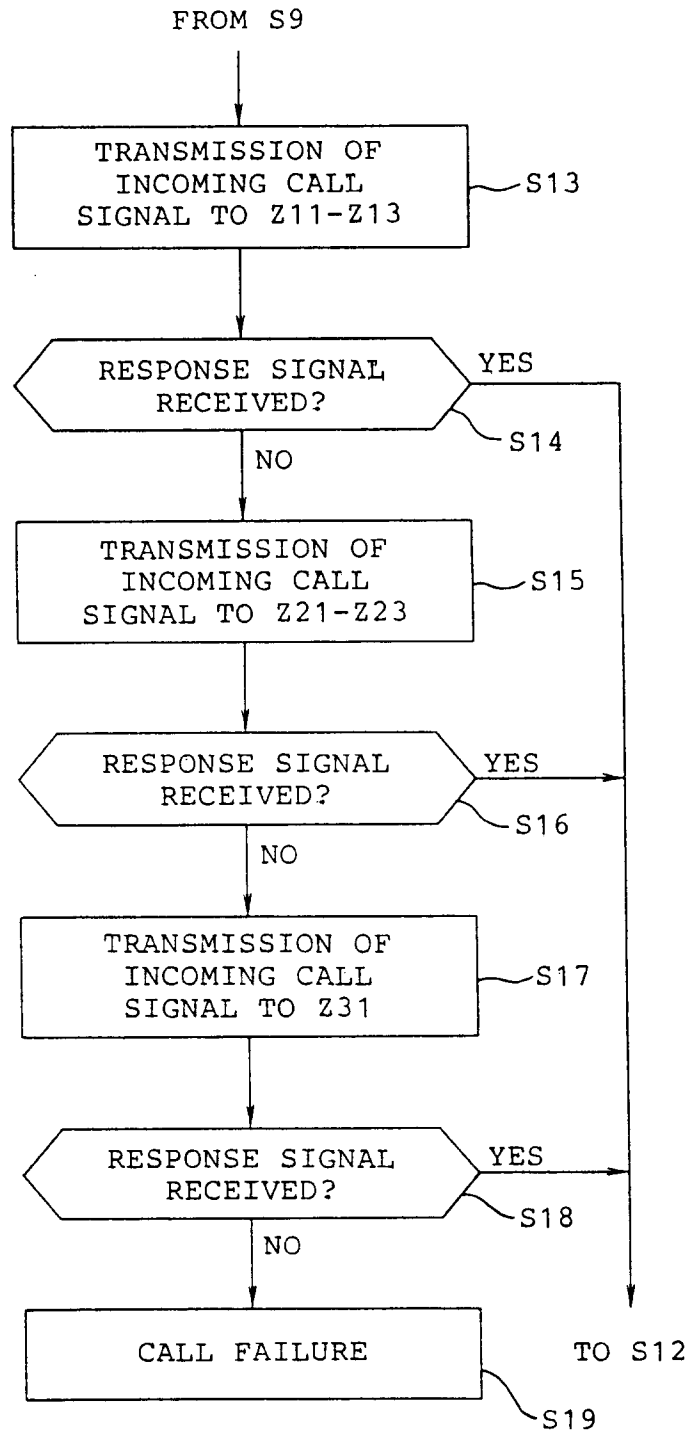 FROM S9
TRANSMISSION OF
INCOMING CALL
SIGNAL TO Z11-Z13
S13
RESPONSE SIGNAL
RECEIVED?
YES
S14
NO
TRANSMISSION OF
INCOMING CALL
SIGNAL TO Z21-Z23
S15
RESPONSE SIGNAL
RECEIVED?
YES
S16
NO
TRANSMISSION OF
INCOMING CALL
SIGNAL TO Z31
S17
RESPONSE SIGNAL
RECEIVED?
YES
S18
NO
CALL FAILURE
TO S12
S19